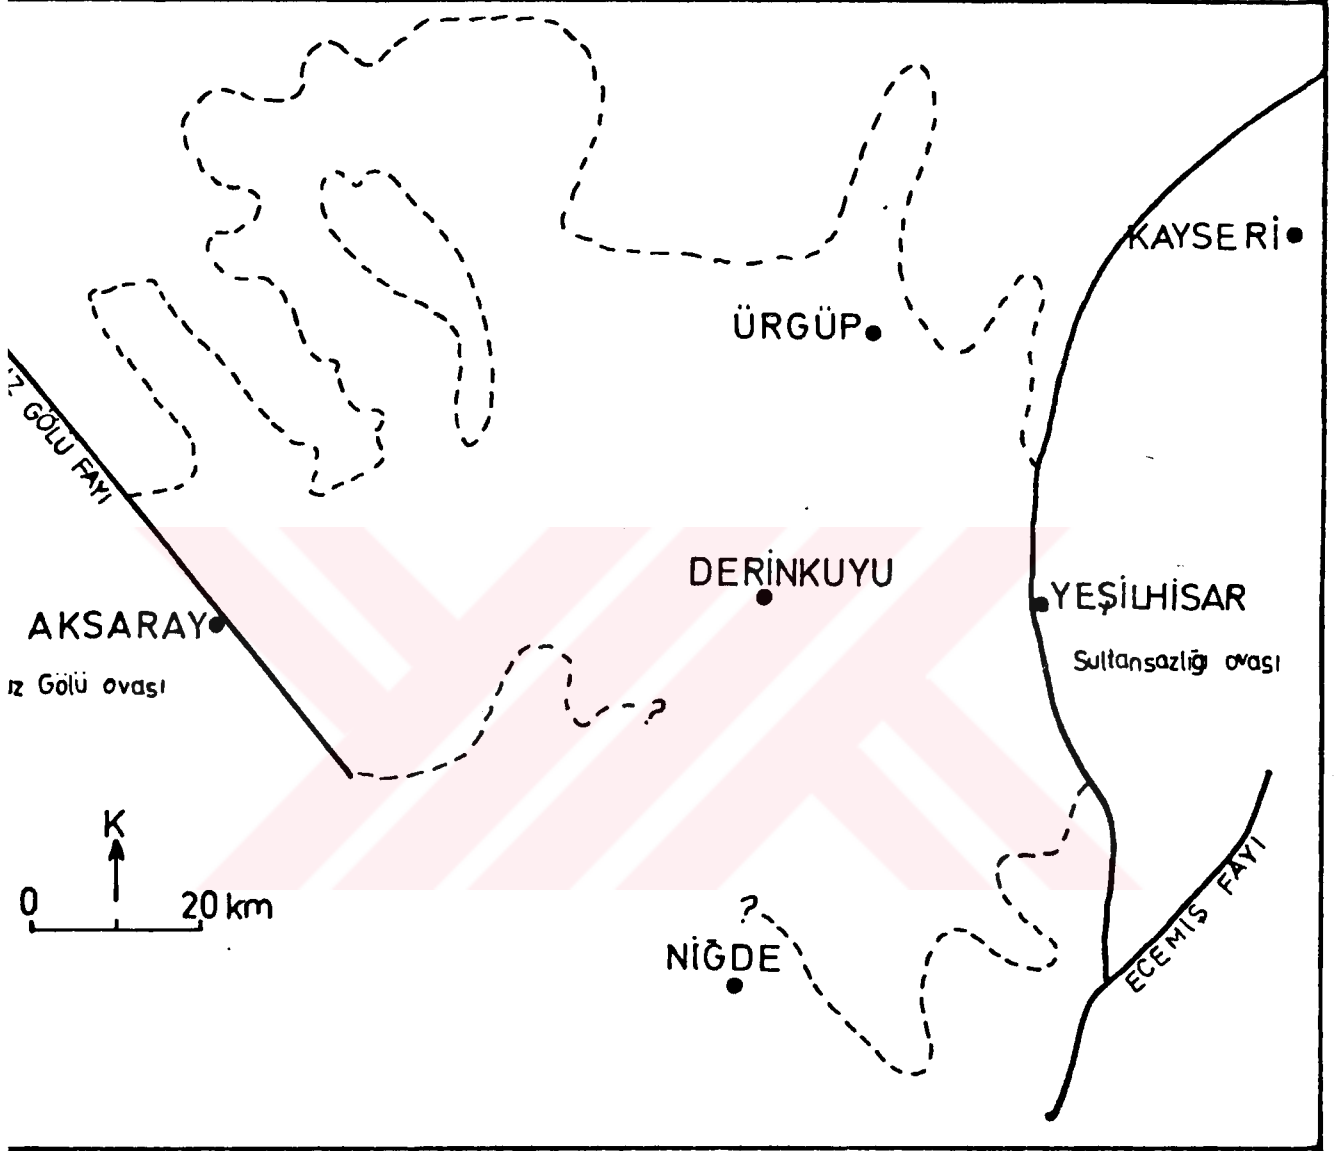 KAYSERİ
ÜRGÜP
GÖLÜ FAYI
DERİNKUYU
YEŞİLHİSAR
AKSARAY
Sultansazlığı ovası
Gölü ovası
?
K
0 20 km
ECEMİŞ FAYI
?
NİĞDE